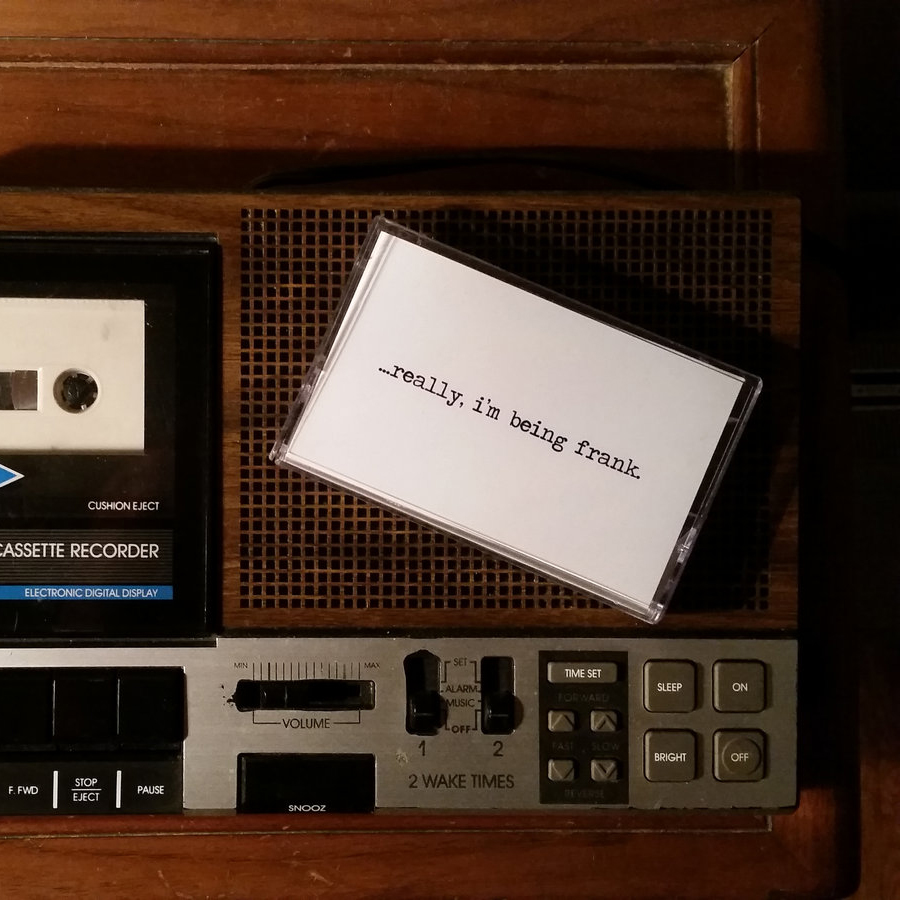 ...really, i'm being frank.
CUSHION EJECT
CASSETTE RECORDER
ELECTRONIC DIGITAL DISPLAY
MIN MAX
VOLUME
SET
ALARM
MUSIC
OFF
1 2
2 WAKE TIMES
TIME SET
FORWARD
FAST SLOW
REVERSE
SLEEP
ON
BRIGHT
OFF
F. FWD
STOP
EJECT
PAUSE
SNOOZ